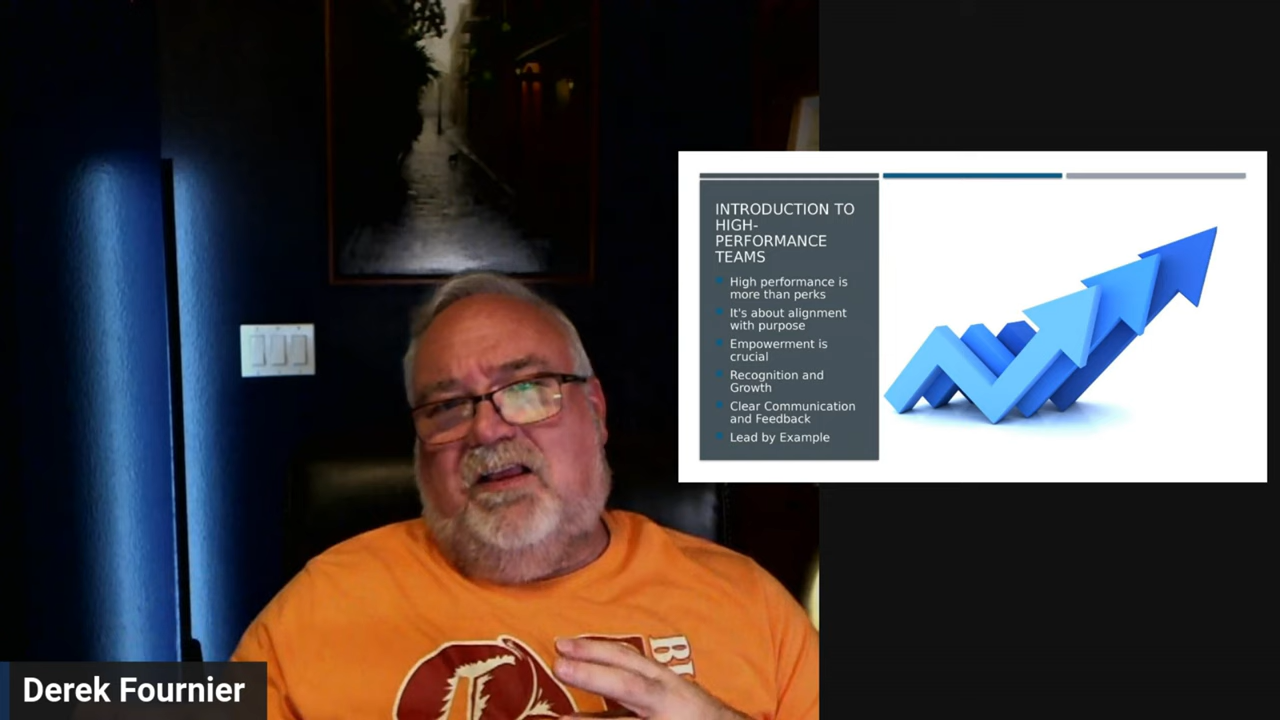 INTRODUCTION TO
HIGH-
PERFORMANCE
TEAMS
High performance is
more than perks
It's about alignment
with purpose
Empowerment is
crucial
Recognition and
Growth
Clear Communication
and Feedback
Lead by Example
Derek Fournier